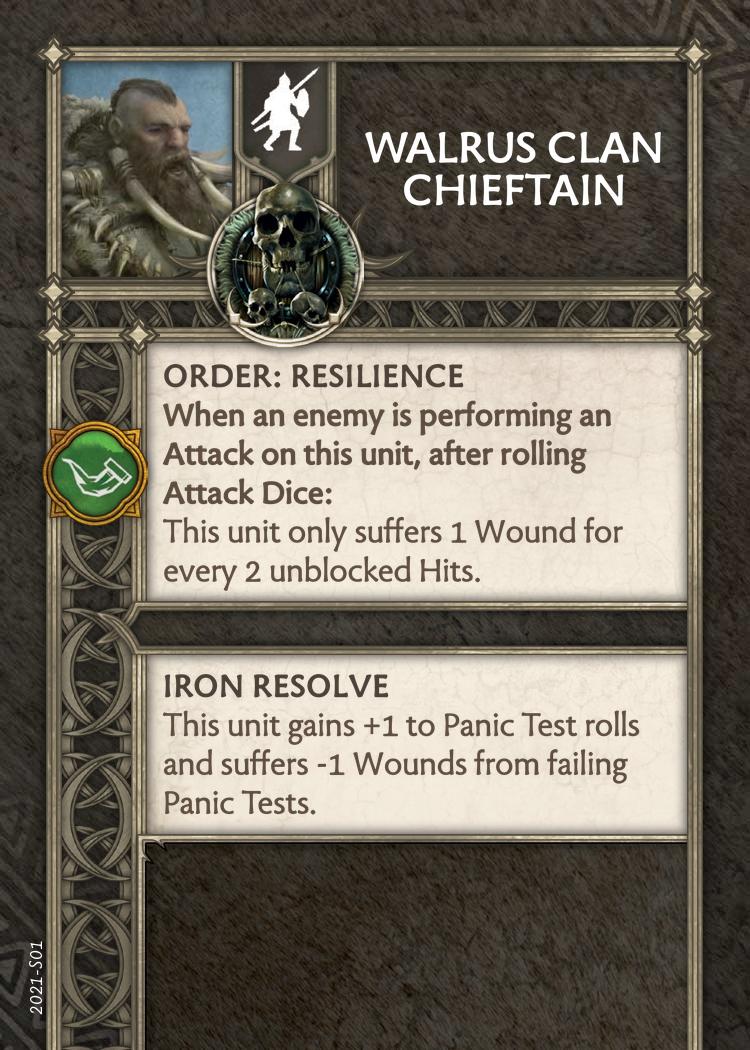 WALRUS CLAN
CHIEFTAIN
ORDER: RESILIENCE
When an enemy is performing an
Attack on this unit, after rolling
Attack Dice:
This unit only suffers 1 Wound for
every 2 unblocked Hits.
IRON RESOLVE
This unit gains +1 to Panic Test rolls
and suffers -1 Wounds from failing
Panic Tests.
2021-S01